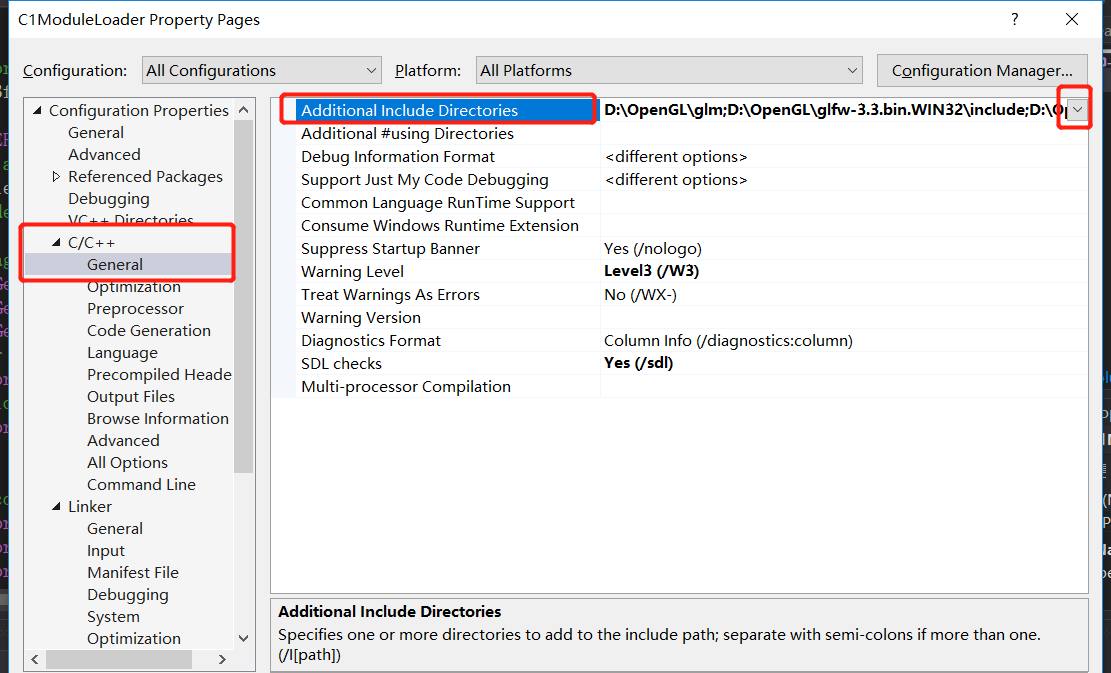 C1ModuleLoader Property Pages
?
Configuration: All Configurations Platform: All Platforms Configuration Manager...
Configuration Properties
General
Advanced
Referenced Packages
Debugging
VC++ Directories
C/C++
General
Optimization
Preprocessor
Code Generation
Language
Precompiled Heade
Output Files
Browse Information
Advanced
All Options
Command Line
Linker
General
Input
Manifest File
Debugging
System
Optimization
Additional Include Directories D:\OpenGL\glm;D:\OpenGL\glfw-3.3.bin.WIN32\include;D:\O
Additional #using Directories
Debug Information Format <different options>
Support Just My Code Debugging <different options>
Common Language RunTime Support
Consume Windows Runtime Extension
Suppress Startup Banner Yes (/nologo)
Warning Level Level3 (/W3)
Treat Warnings As Errors No (/WX-)
Warning Version
Diagnostics Format Column Info (/diagnostics:column)
SDL checks Yes (/sdl)
Multi-processor Compilation
Additional Include Directories
Specifies one or more directories to add to the include path; separate with semi-colons if more than one.
(/I[path])